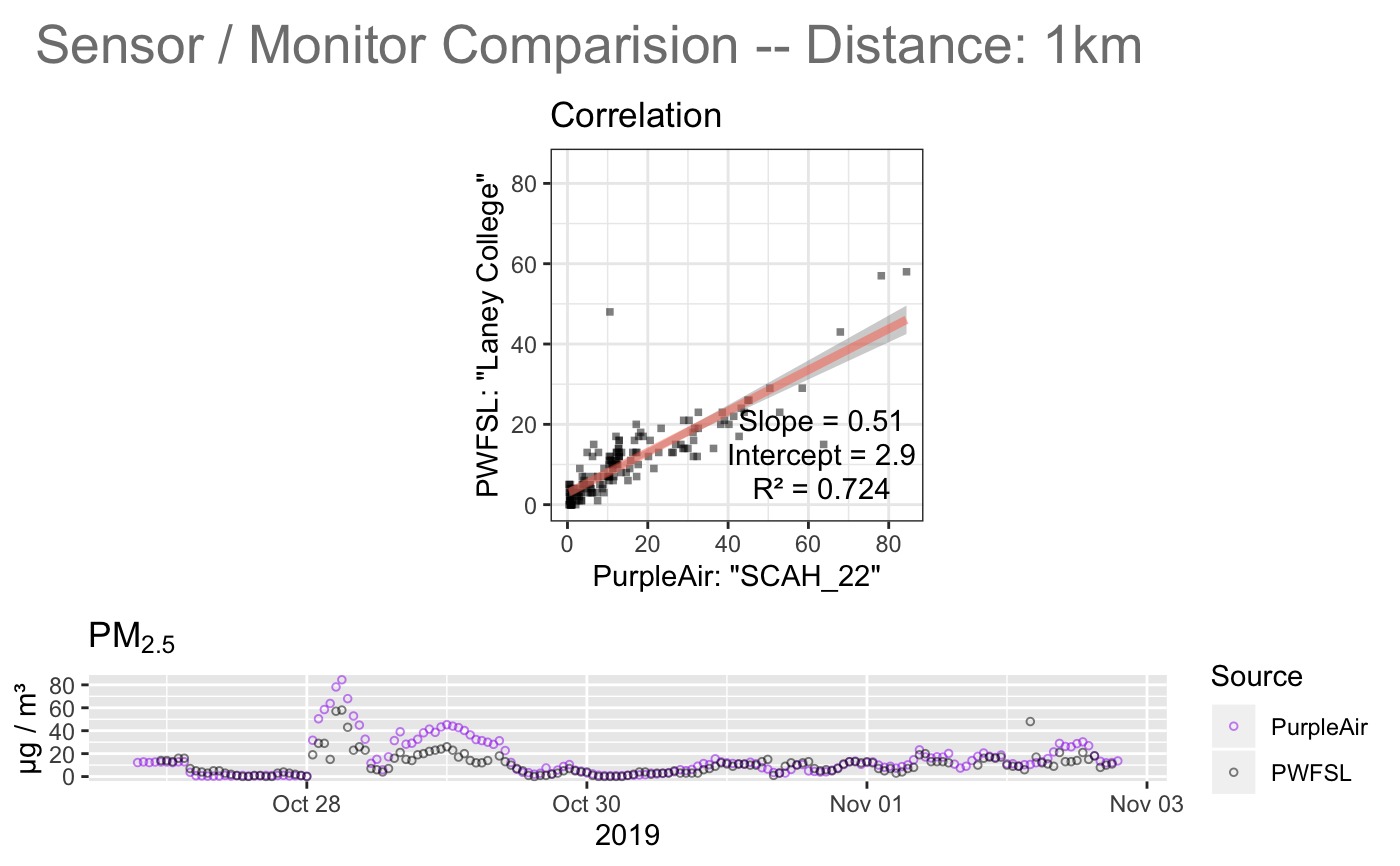 Sensor / Monitor Comparision -- Distance: 1km
Correlation
PWFSL: "Laney College"
80
60
40
20
0
Slope = 0.51
Intercept = 2.9
R² = 0.724
0 20 40 60 80
PurpleAir: "SCAH_22"
PM2.5
µg / m³
80
60
40
20
0
Oct 28 Oct 30 Nov 01 Nov 03
2019
Source
PurpleAir
PWFSL